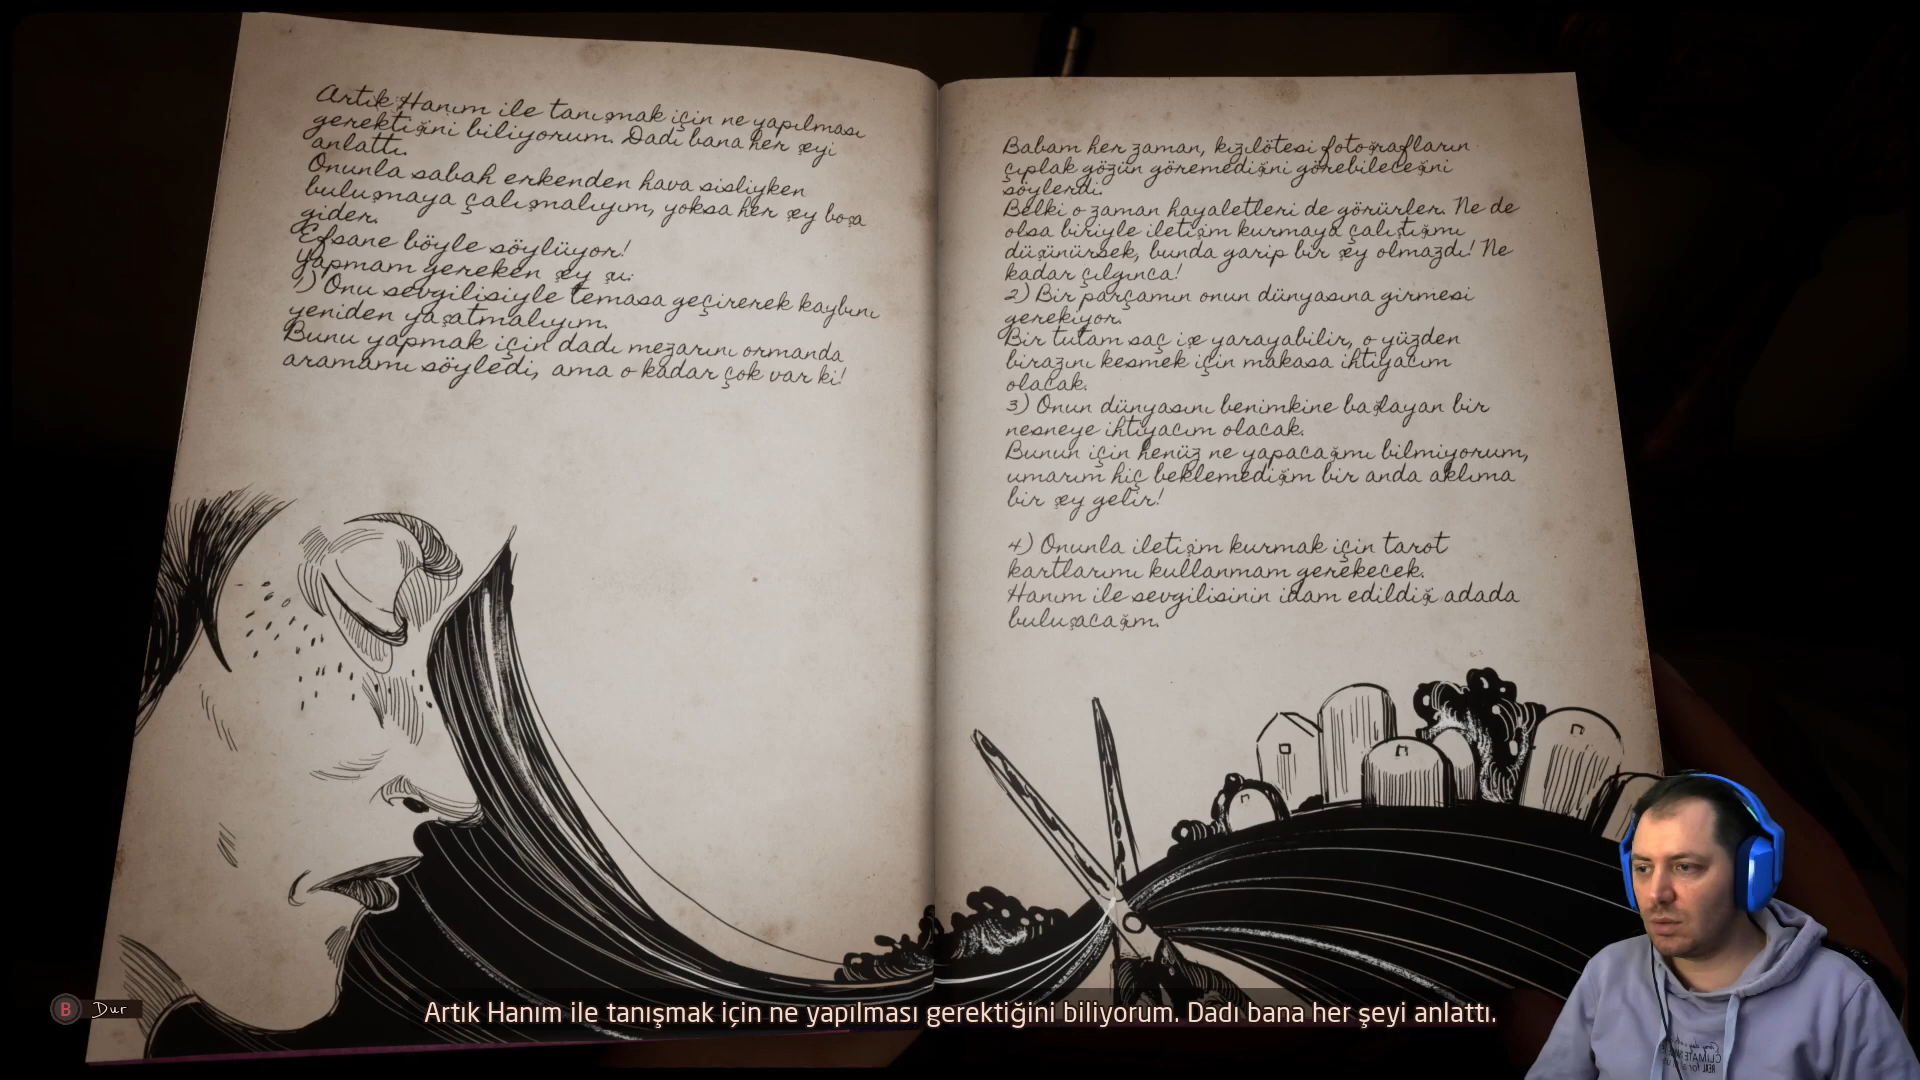 Artık Hanım ile tanışmak için ne yapılması
gerektiğini biliyorum. Dadı bana her şeyi
anlattı.
Onunla sabah erkenden hava sisliyken
buluşmaya çalışmalıyım, yoksa her şey boşa
gider.
Efsane böyle söylüyor!
Yapmam gereken şey şu:
1) Onu sevgilisiyle temasa geçirerek kaybını
yeniden yaşatmalıyım.
Bunu yapmak için dadı mezarını ormanda
aramamı söyledi, ama o kadar çok var ki!
Babam her zaman, kızılötesi fotoğrafların
çıplak gözün göremediğini görebileceğini
söylerdi.
Belki o zaman hayaletleri de görürler. Ne de
olsa biriyle iletişim kurmaya çalıştığımı
düşünürsek, bunda garip bir şey olmazdı! Ne
kadar çılgınca!
2) Bir parçamın onun dünyasına girmesi
gerekiyor.
Bir tutam saç işe yarayabilir, o yüzden
birazını kesmek için makasa ihtiyacım
olacak.
3) Onun dünyasını benimkine bağlayan bir
nesneye ihtiyacım olacak.
Bunun için henüz ne yapacağımı bilmiyorum,
umarım hiç beklemediğim bir anda aklıma
bir şey gelir!
4) Onunla iletişim kurmak için tarot
kartlarımı kullanmam gerekecek.
Hanım ile sevgilisinin idam edildiği adada
buluşacağım.
B Dur
Artık Hanım ile tanışmak için ne yapılması gerektiğini biliyorum. Dadı bana her şeyi anlattı.